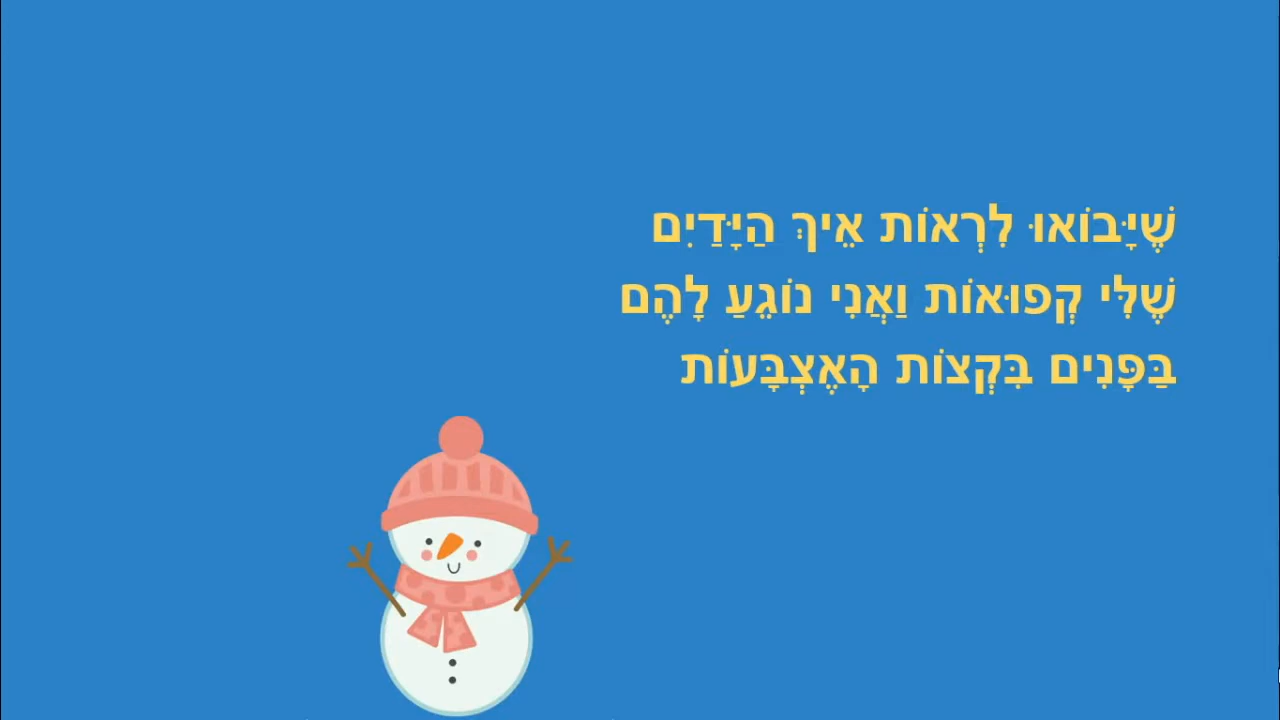 שֶׁיָּבוֹאוּ לִרְאוֹת אֵיךְ הַיָּדַיִם
שֶׁלִּי קְפוּאוֹת וַאֲנִי נוֹגֵעַ לָהֶם
בַּפָּנִים בִּקְצוֹת הָאֶצְבָּעוֹת